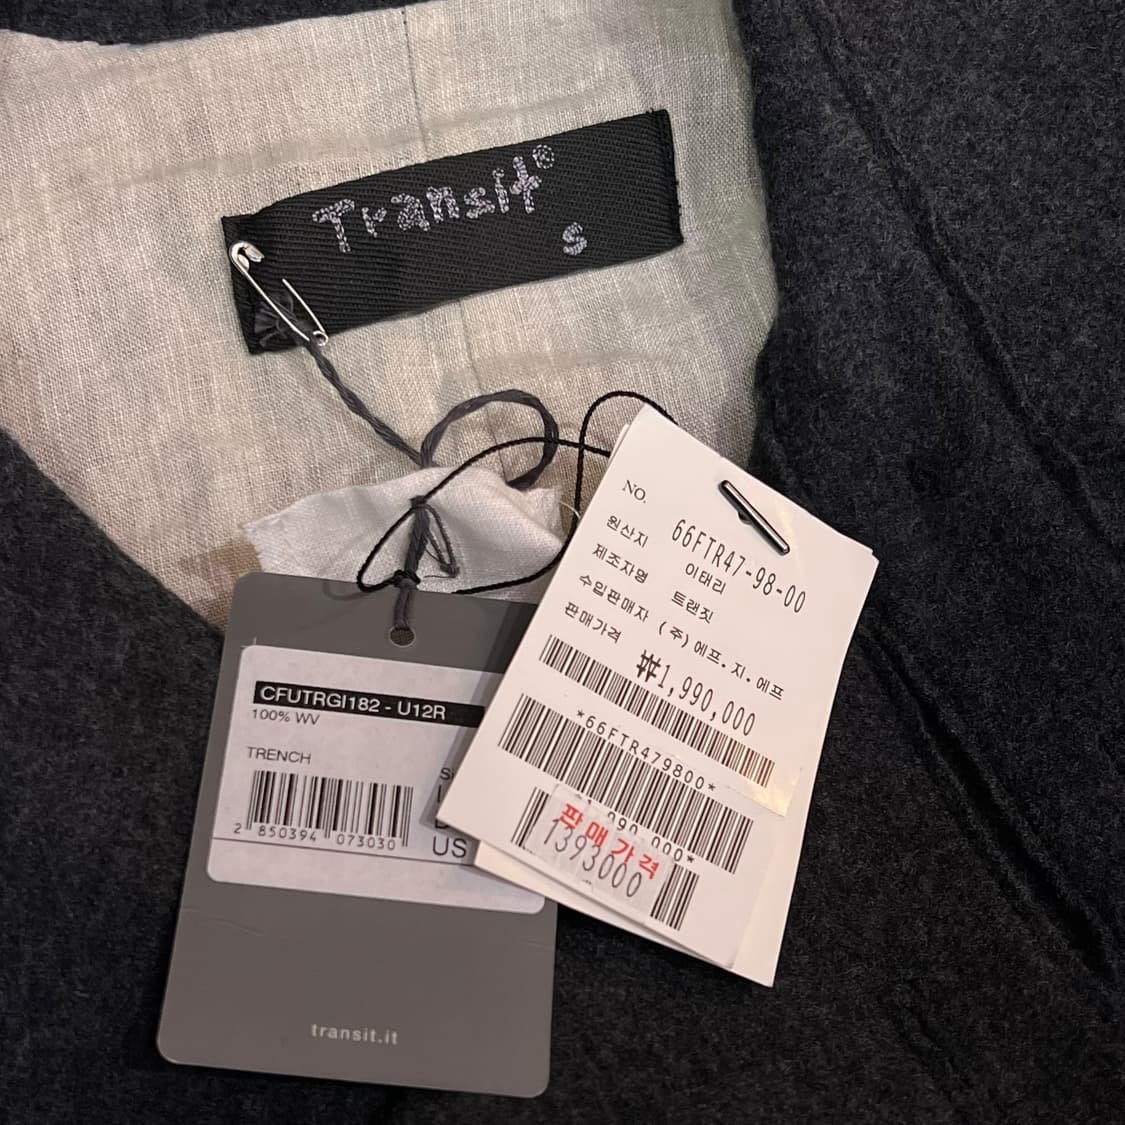 Transit®
S
NO. 66FTR47-98-00
원산지 이태리
제조자명 트랜짓
수입판매자 (주)에프.지.에프
판매가격 ₩1,990,000
*66FTR479800*
판매가격
1393000
CFUTRGI182 - U12R
100% WV
TRENCH
2 850394 073030
US
transit.it